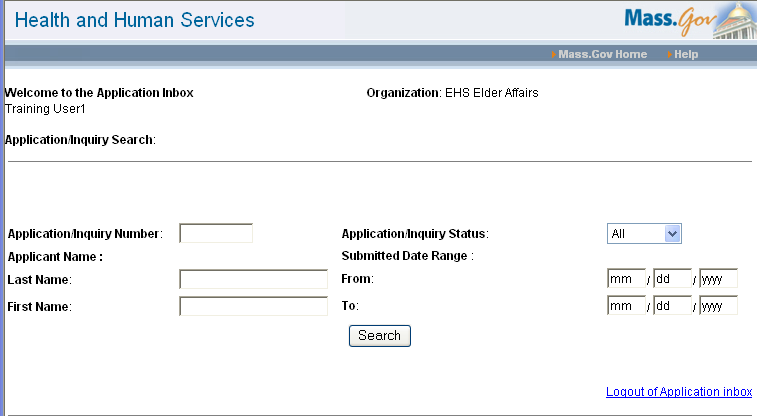 Health and Human Services
Mass.Gov
Mass.Gov Home Help
Welcome to the Application Inbox Organization: EHS Elder Affairs
Training User1
Application/Inquiry Search:
Application/Inquiry Number: Application/Inquiry Status: All
Applicant Name : Submitted Date Range :
Last Name: From: mm / dd / yyyy
First Name: To: mm / dd / yyyy
Search
Logout of Application inbox